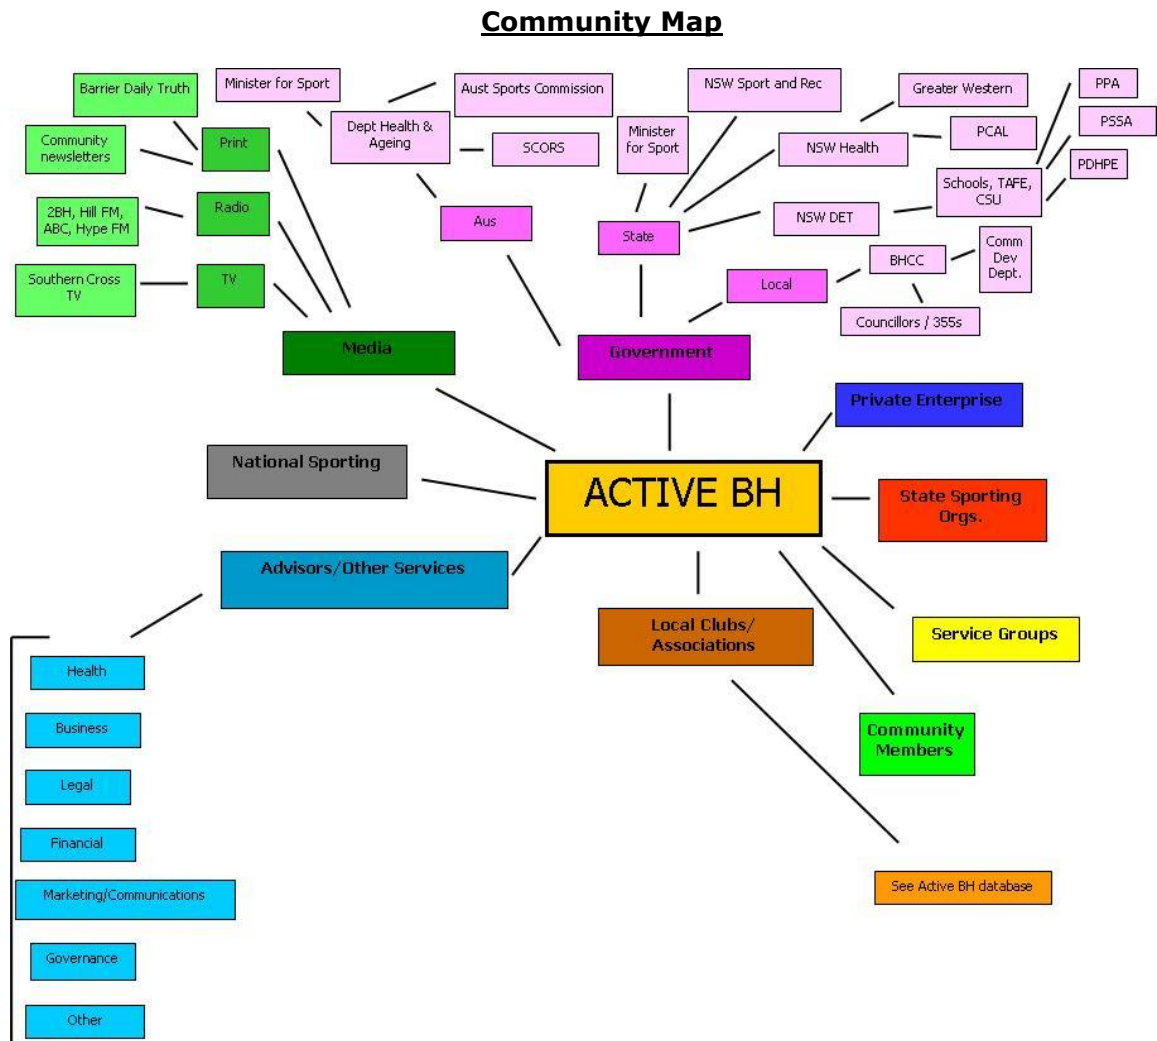 Community Map
Barrier Daily Truth
Minister for Sport
Aust Sports Commission
NSW Sport and Rec
Greater Western
PPA
Community
newsletters
Print
Dept Health &
Ageing
SCORS
Minister
for Sport
NSW Health
PCAL
PSSA
PDHPE
2BH, Hill FM,
ABC, Hype FM
Radio
Aus
State
NSW DET
Schools, TAFE,
CSU
Southern Cross
TV
TV
Local
BHCC
Comm
Dev
Dept.
Councillors / 355s
Media
Government
Private Enterprise
National Sporting
ACTIVE BH
State Sporting
Orgs.
Advisors/Other Services
Local Clubs/
Associations
Service Groups
Community
Members
Health
Business
Legal
Financial
Marketing/Communications
See Active BH database
Governance
Other